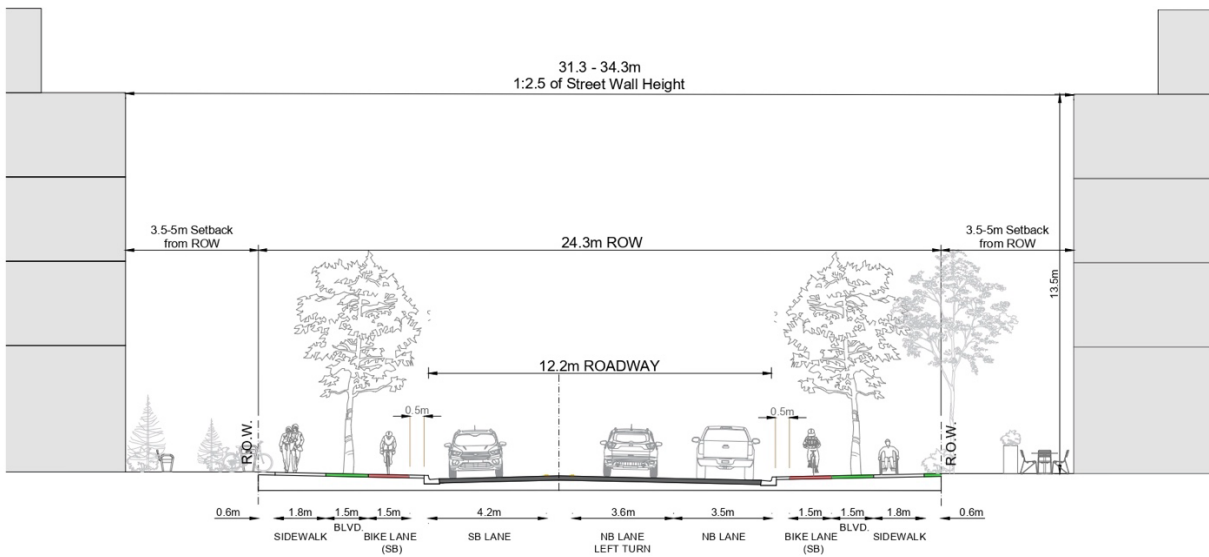 31.3 - 34.3m
1:2.5 of Street Wall Height
3.5-5m Setback
from ROW
24.3m ROW
3.5-5m Setback
from ROW
13.5m
12.2m ROADWAY
0.5m
0.5m
R.O.W.
R.O.W.
0.6m
1.8m
1.5m
1.5m
4.2m
3.6m
3.5m
1.5m
1.5m
1.8m
0.6m
SIDEWALK
BLVD.
BIKE LANE
(SB)
SB LANE
NB LANE
LEFT TURN
NB LANE
BIKE LANE
(SB)
BLVD.
SIDEWALK